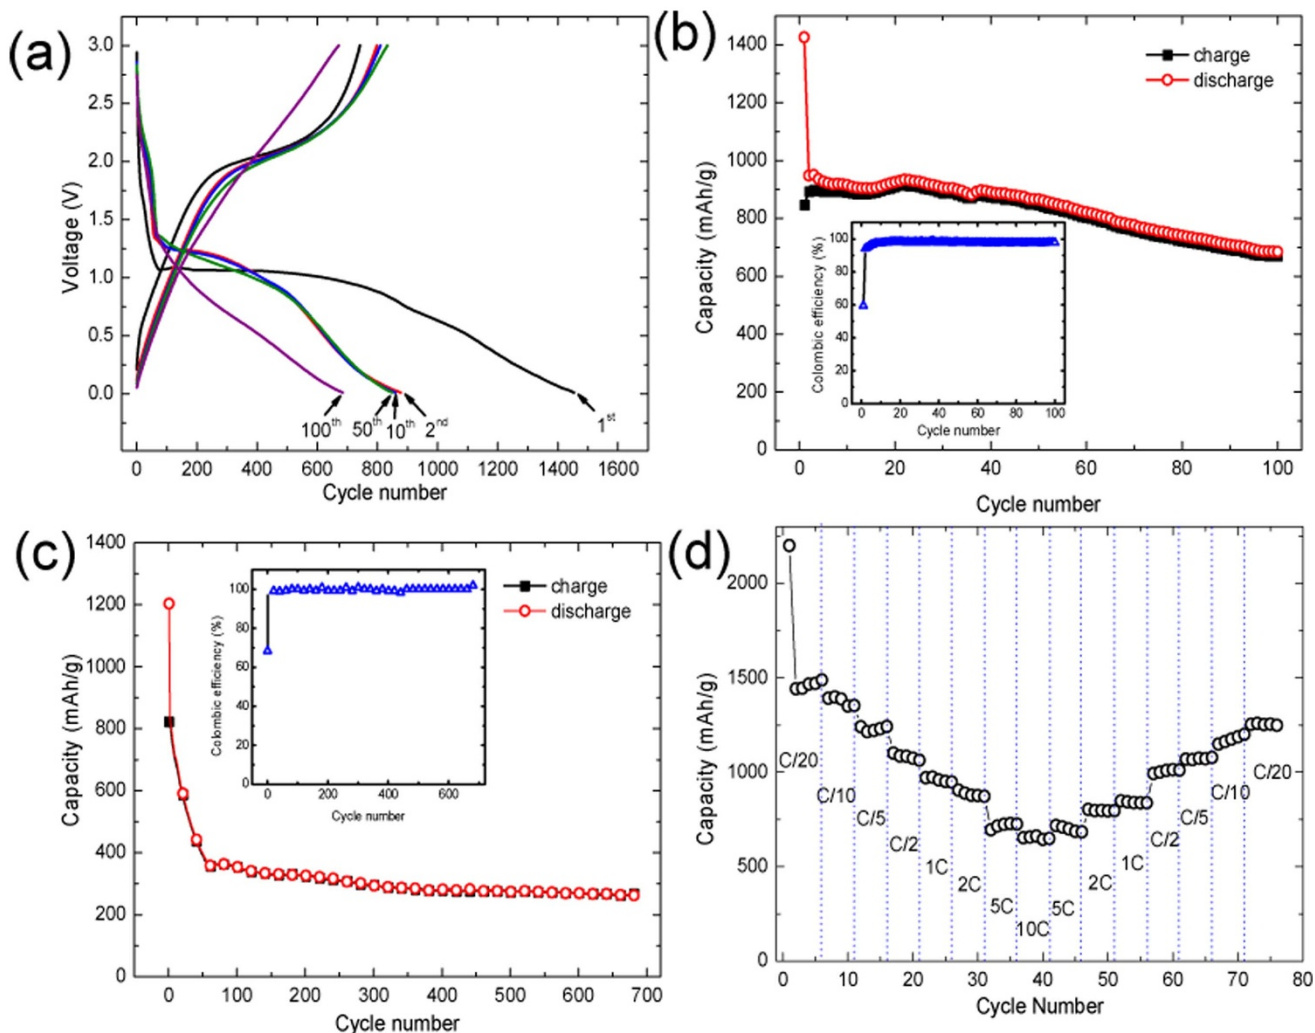 (a)
3.0
2.5
2.0
1.5
1.0
0.5
0.0
Voltage (V)
100th 50th 10th 2nd 1st
0 200 400 600 800 1000 1200 1400 1600
Cycle number
(b)
1400
1200
1000
800
600
400
200
0
Capacity (mAh/g)
charge
discharge
100
80
60
40
20
0
Colombic efficiency (%)
0 20 40 60 80 100
Cycle number
0 20 40 60 80 100
Cycle number
(c)
1400
1200
1000
800
600
400
200
0
Capacity (mAh/g)
charge
discharge
100
80
60
40
20
0
Colombic efficiency (%)
0 200 400 600
Cycle number
0 100 200 300 400 500 600 700
Cycle number
(d)
2000
1500
1000
500
0
Capacity (mAh/g)
C/20
C/10
C/5
C/2
1C
2C
5C
10C
5C
2C
1C
C/2
C/5
C/10
C/20
0 10 20 30 40 50 60 70 80
Cycle Number